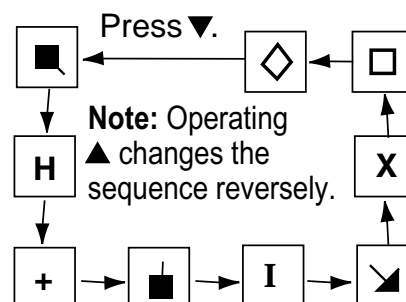 Press ▼.
Note: Operating
▲ changes the
sequence reversely.
H
X
+
I